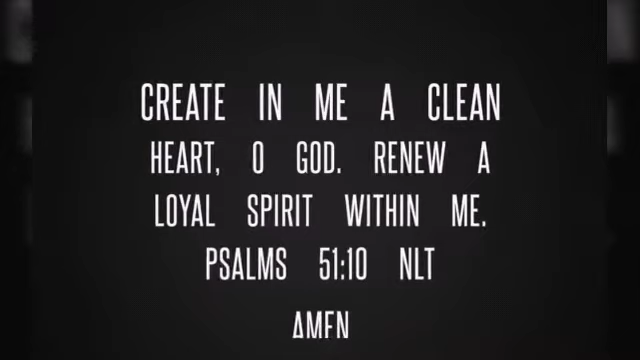 CREATE IN ME A CLEAN
HEART, O GOD. RENEW A
LOYAL SPIRIT WITHIN ME.
PSALMS 51:10 NLT
AMEN